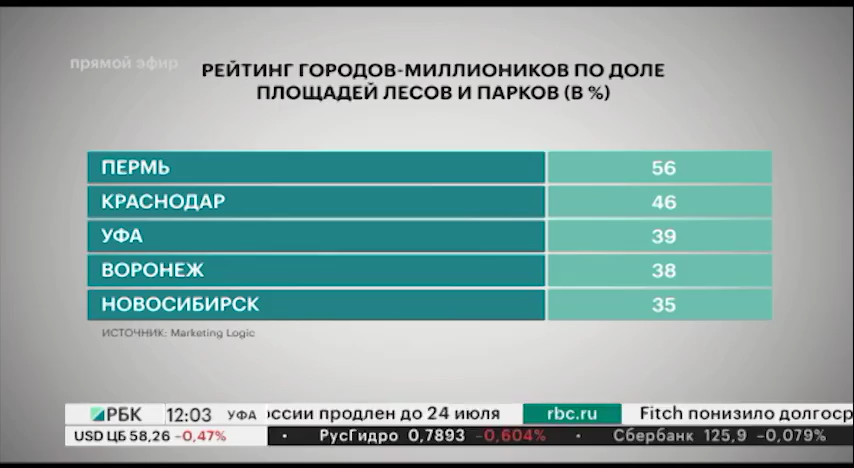 прямой эфир
РЕЙТИНГ ГОРОДОВ-МИЛЛИОНИКОВ ПО ДОЛЕ
ПЛОЩАДЕЙ ЛЕСОВ И ПАРКОВ (В %)
ПЕРМЬ 56
КРАСНОДАР 46
УФА 39
ВОРОНЕЖ 38
НОВОСИБИРСК 35
ИСТОЧНИК: Marketing Logic
РБК 12:03 УФА ссии продлен до 24 июля rbc.ru Fitch понизило долгоср
USD ЦБ 58,26 -0,47% · РусГидро 0,7893 -0,604% · Сбербанк 125,9 -0,079%